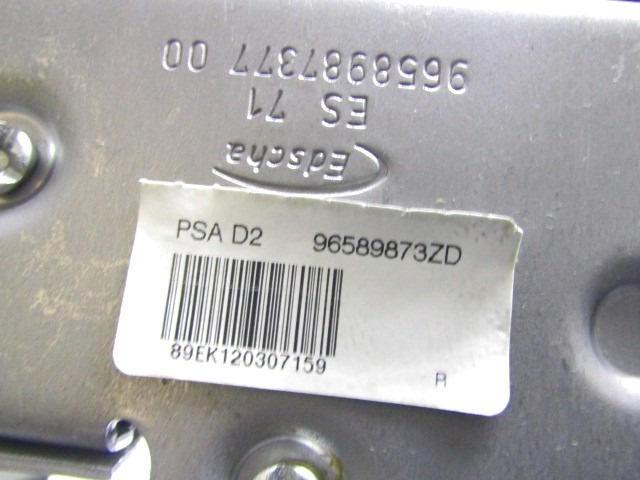 9658987377 00
ES 71
Edscha
PSA D2 96589873ZD
89EK120307159
R